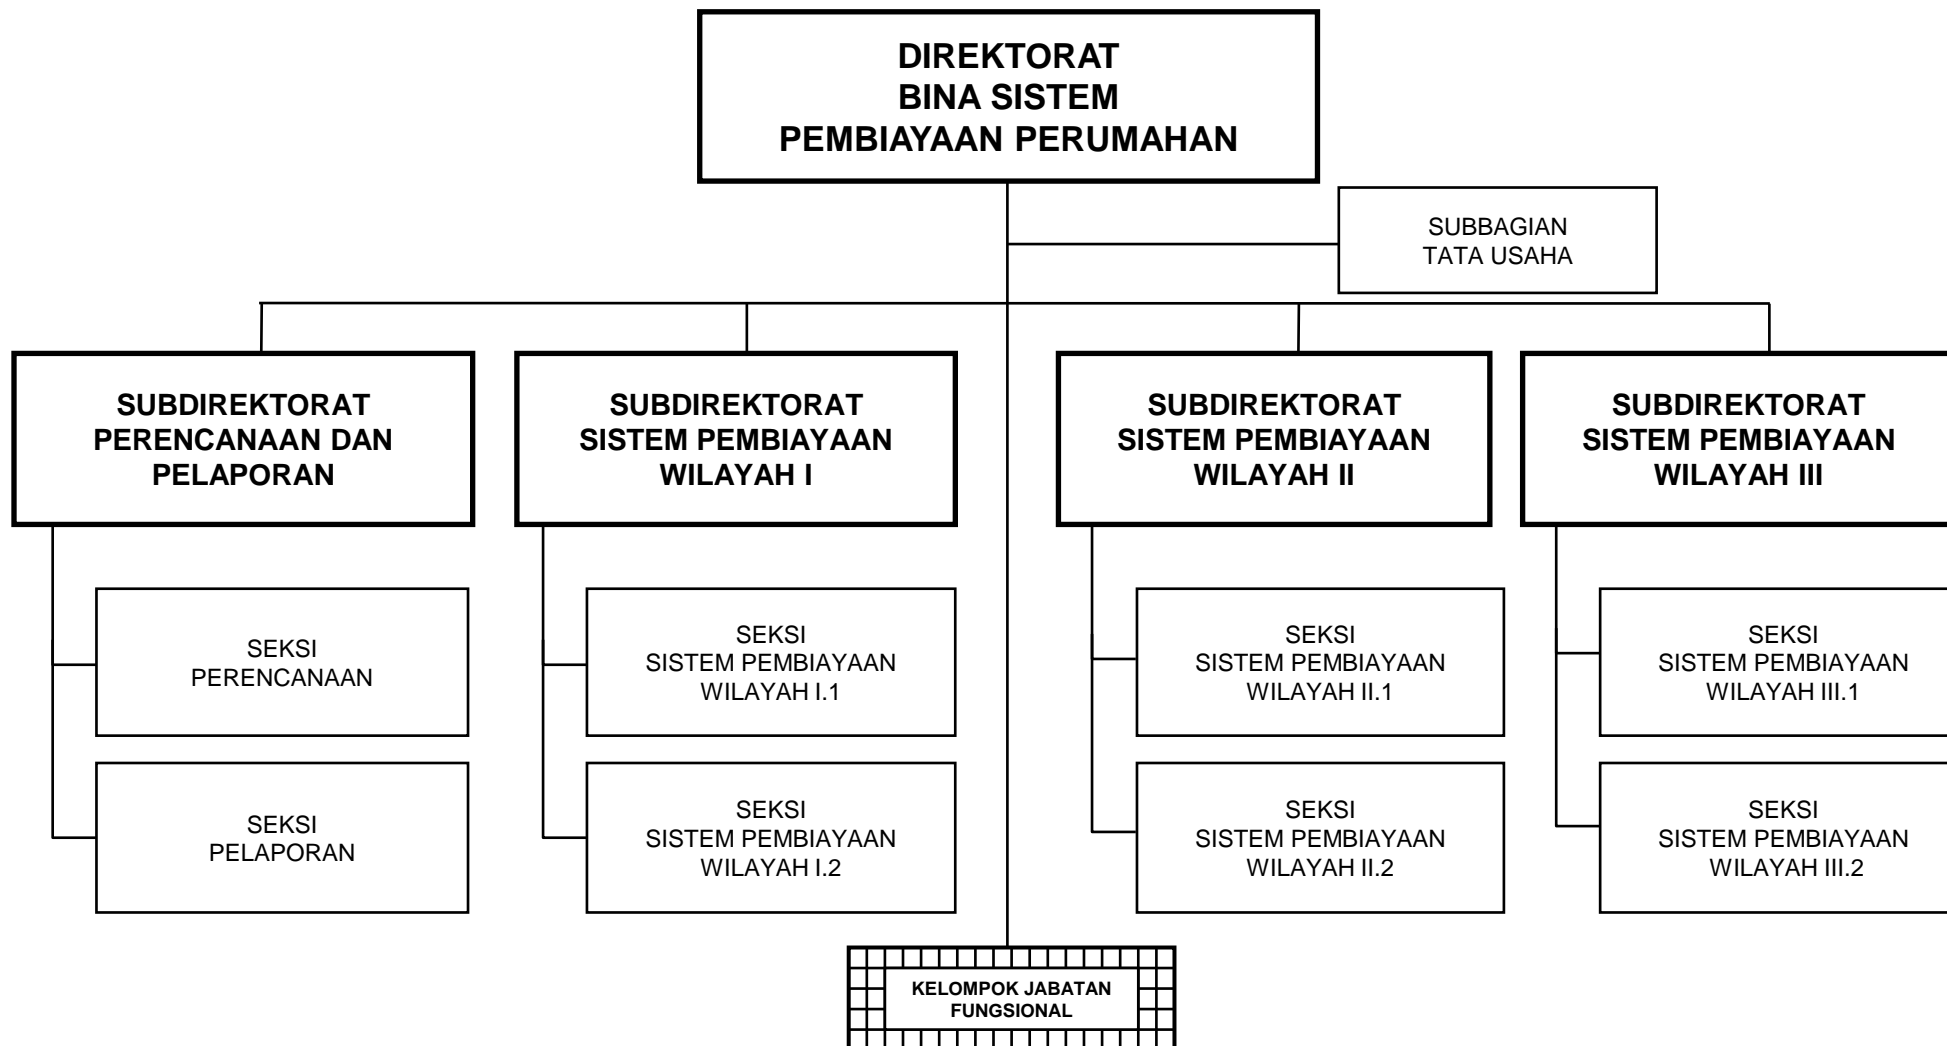 DIREKTORAT
BINA SISTEM
PEMBIAYAAN PERUMAHAN
SUBBAGIAN
TATA USAHA
SUBDIREKTORAT
PERENCANAAN DAN
PELAPORAN
SUBDIREKTORAT
SISTEM PEMBIAYAAN
WILAYAH I
SUBDIREKTORAT
SISTEM PEMBIAYAAN
WILAYAH II
SUBDIREKTORAT
SISTEM PEMBIAYAAN
WILAYAH III
SEKSI
PERENCANAAN
SEKSI
SISTEM PEMBIAYAAN
WILAYAH I.1
SEKSI
SISTEM PEMBIAYAAN
WILAYAH II.1
SEKSI
SISTEM PEMBIAYAAN
WILAYAH III.1
SEKSI
PELAPORAN
SEKSI
SISTEM PEMBIAYAAN
WILAYAH I.2
SEKSI
SISTEM PEMBIAYAAN
WILAYAH II.2
SEKSI
SISTEM PEMBIAYAAN
WILAYAH III.2
KELOMPOK JABATAN
FUNGSIONAL